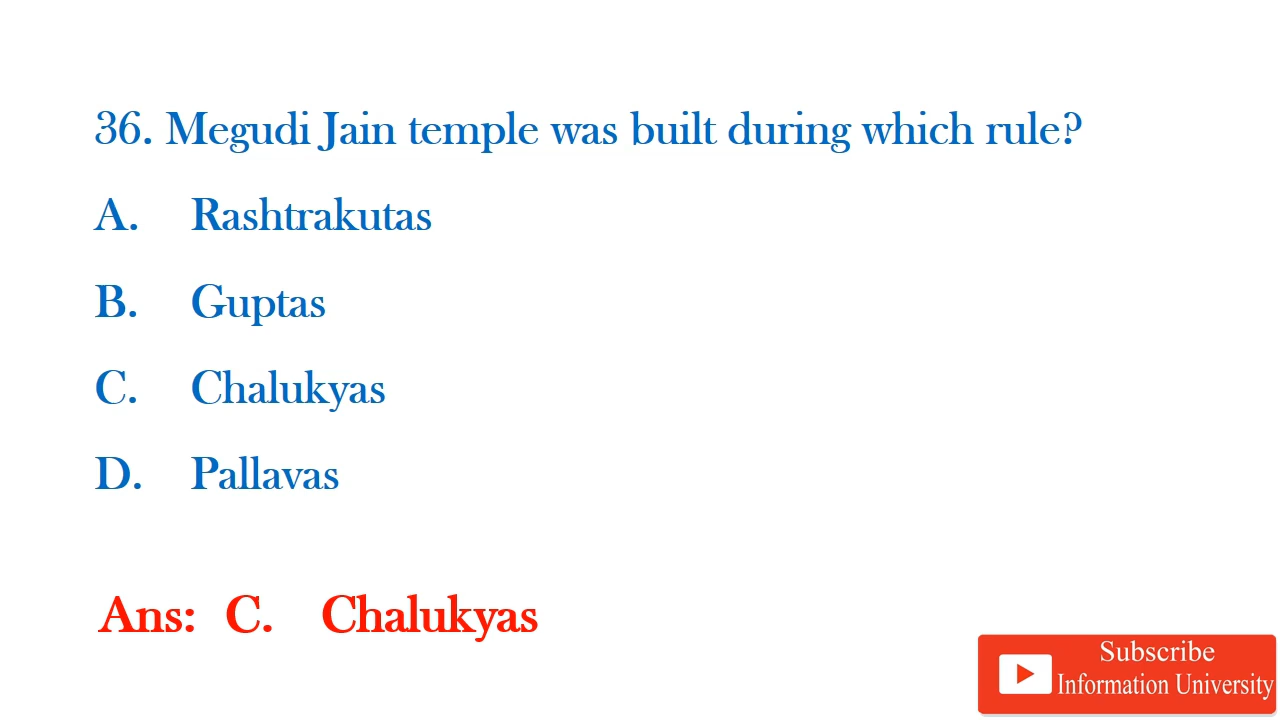 36. Megudi Jain temple was built during which rule?
A. Rashtrakutas
B. Guptas
C. Chalukyas
D. Pallavas
Ans: C. Chalukyas
Subscribe
Information University